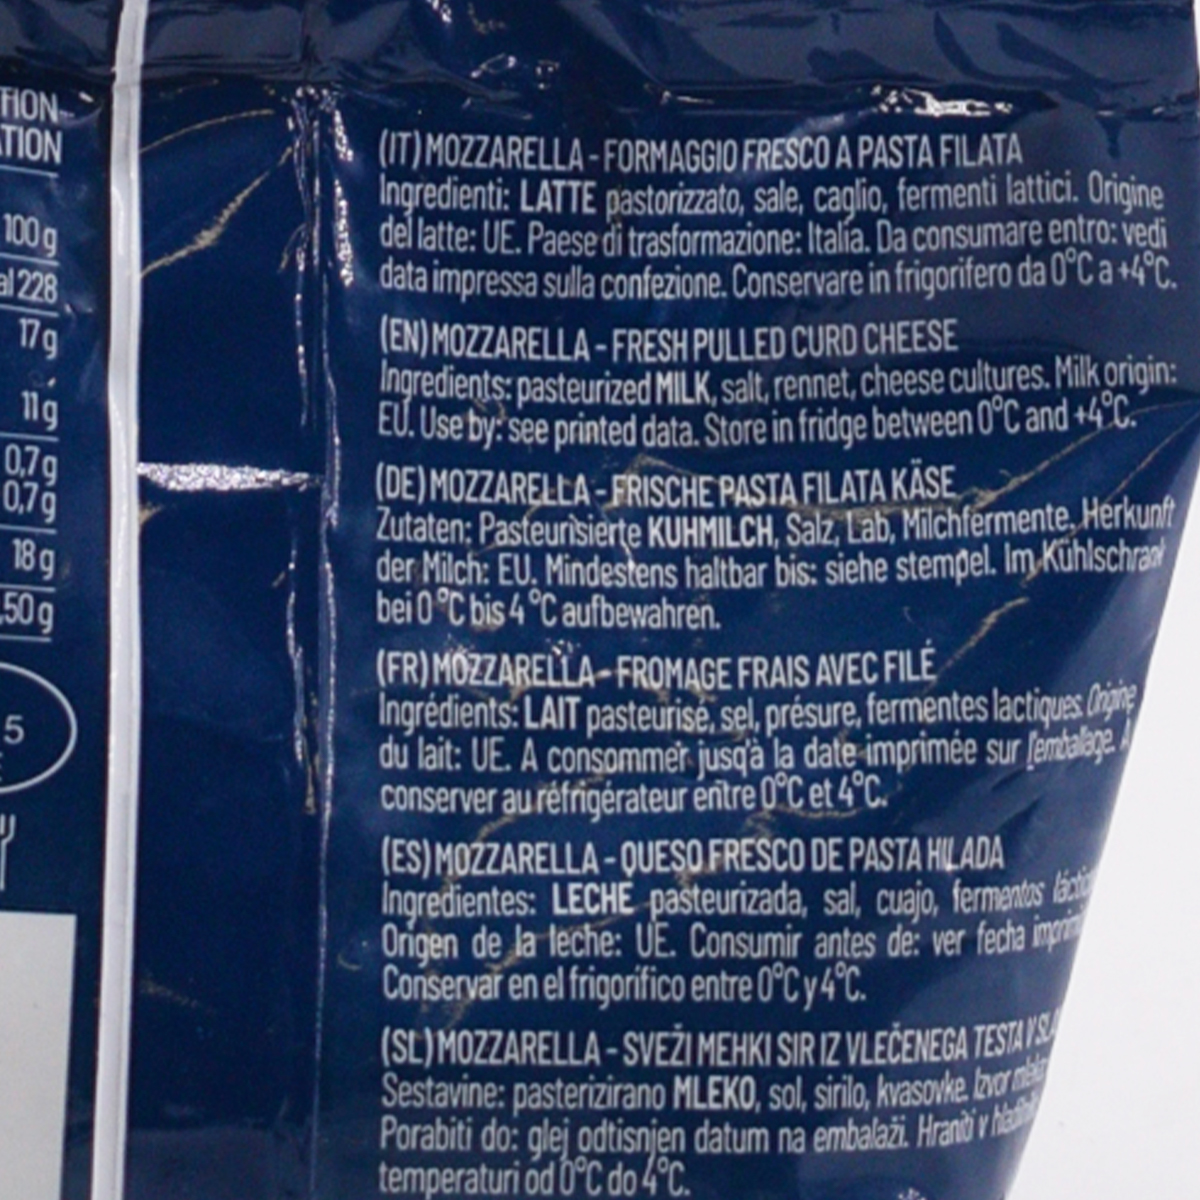 TION
ATION
100 g
al 228
17 g
11 g
0,7 g
0,7 g
18 g
,50 g
5
(IT) MOZZARELLA - FORMAGGIO FRESCO A PASTA FILATA
Ingredienti: LATTE pastorizzato, sale, caglio, fermenti lattici. Origine
del latte: UE. Paese di trasformazione: Italia. Da consumare entro: vedi
data impressa sulla confezione. Conservare in frigorifero da 0°C a +4°C.
(EN) MOZZARELLA - FRESH PULLED CURD CHEESE
Ingredients: pasteurized MILK, salt, rennet, cheese cultures. Milk origin:
EU. Use by: see printed data. Store in fridge between 0°C and +4°C.
(DE) MOZZARELLA - FRISCHE PASTA FILATA KÄSE
Zutaten: Pasteurisierte KUHMILCH, Salz, Lab, Milchfermente. Herkunft
der Milch: EU. Mindestens haltbar bis: siehe stempel. Im Kühlschrank
bei 0 °C bis 4 °C aufbewahren.
(FR) MOZZARELLA - FROMAGE FRAIS AVEC FILÉ
Ingrédients: LAIT pasteurisé, sel, présure, fermentes lactiques. Origine
du lait: UE. A consommer jusq'à la date imprimée sur l'emballage. A
conserver au réfrigérateur entre 0°C et 4°C.
(ES) MOZZARELLA - QUESO FRESCO DE PASTA HILADA
Ingredientes: LECHE pasteurizada, sal, cuajo, fermentos
Origen de la leche: UE. Consumir antes de: ver fecha
Conservar en el frigorífico entre 0°C y 4°C.
(SL) MOZZARELLA - SVEŽI MEHKI SIR IZ VLEČENEGA TESTA V
Sestavine: pasterizirano MLEKO, sol, sirilo, kvasovke. Izvor
Porabiti do: glej odtisnjen datum na embalaži. Hraniti v
temperaturi od 0°C do 4°C.